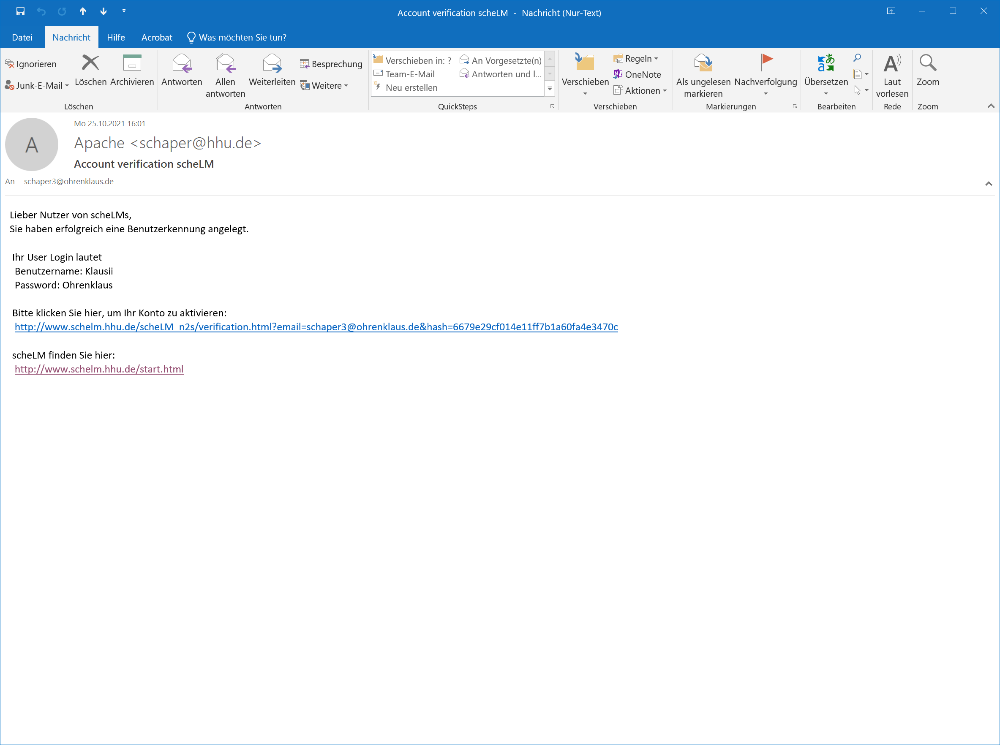 Account verification scheLM - Nachricht (Nur-Text)
Datei Nachricht Hilfe Acrobat Was möchten Sie tun?
Ignorieren
Junk-E-Mail
Löschen
Archivieren
Löschen
Antworten
Allen antworten
Weiterleiten
Besprechung
Weitere
Antworten
Verschieben in: ?
Team-E-Mail
Neu erstellen
An Vorgesetzte(n)
Antworten und l...
QuickSteps
Verschieben
Regeln
OneNote
Aktionen
Verschieben
Als ungelesen
markieren
Nachverfolgung
Markierungen
Übersetzen
Bearbeiten
Laut
vorlesen
Rede
Zoom
Zoom
A
Mo 25.10.2021 16:01
Apache <schaper@hhu.de>
Account verification scheLM
An schaper3@ohrenklaus.de
Lieber Nutzer von scheLMs,
Sie haben erfolgreich eine Benutzerkennung angelegt.
Ihr User Login lautet
Benutzername: Klausii
Password: Ohrenklaus
Bitte klicken Sie hier, um Ihr Konto zu aktivieren:
http://www.schelm.hhu.de/scheLM_n2s/verification.html?email=schaper3@ohrenklaus.de&hash=6679e29cf014e11ff7b1a60fa4e3470c
scheLM finden Sie hier:
http://www.schelm.hhu.de/start.html